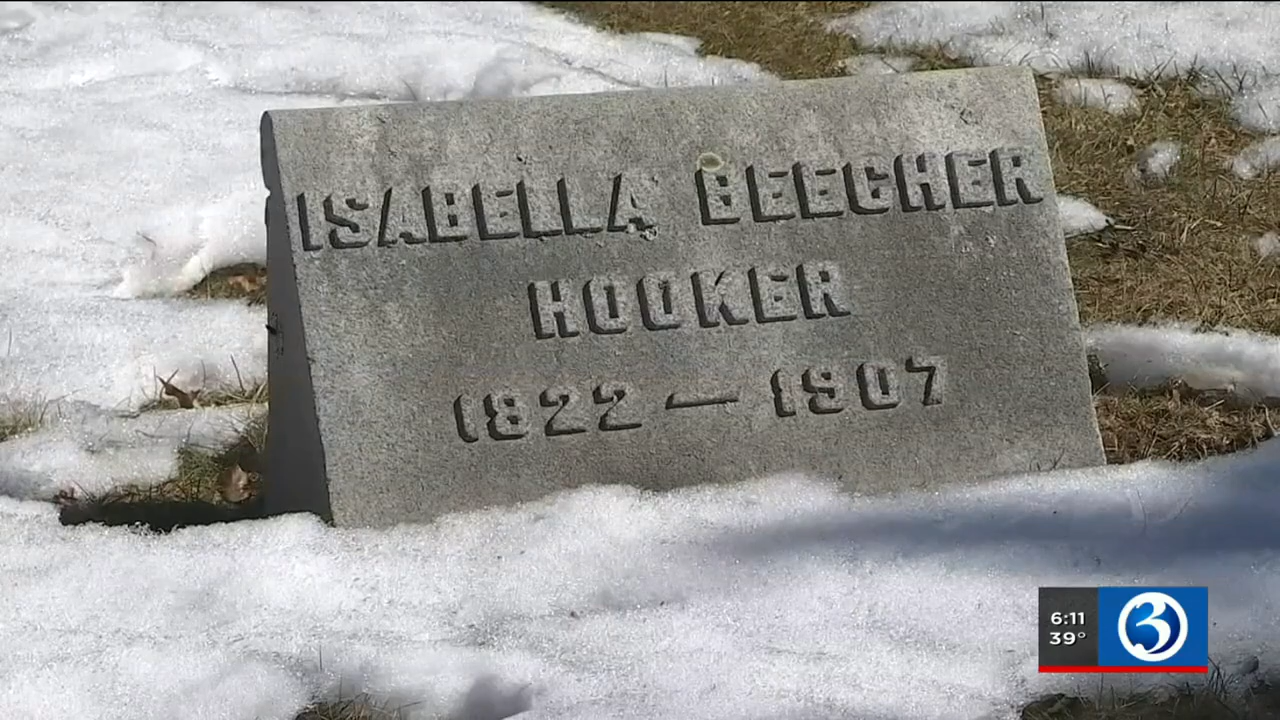 ISABELLA BEECHER
HOOKER
1822 — 1907
6:11
39°
3